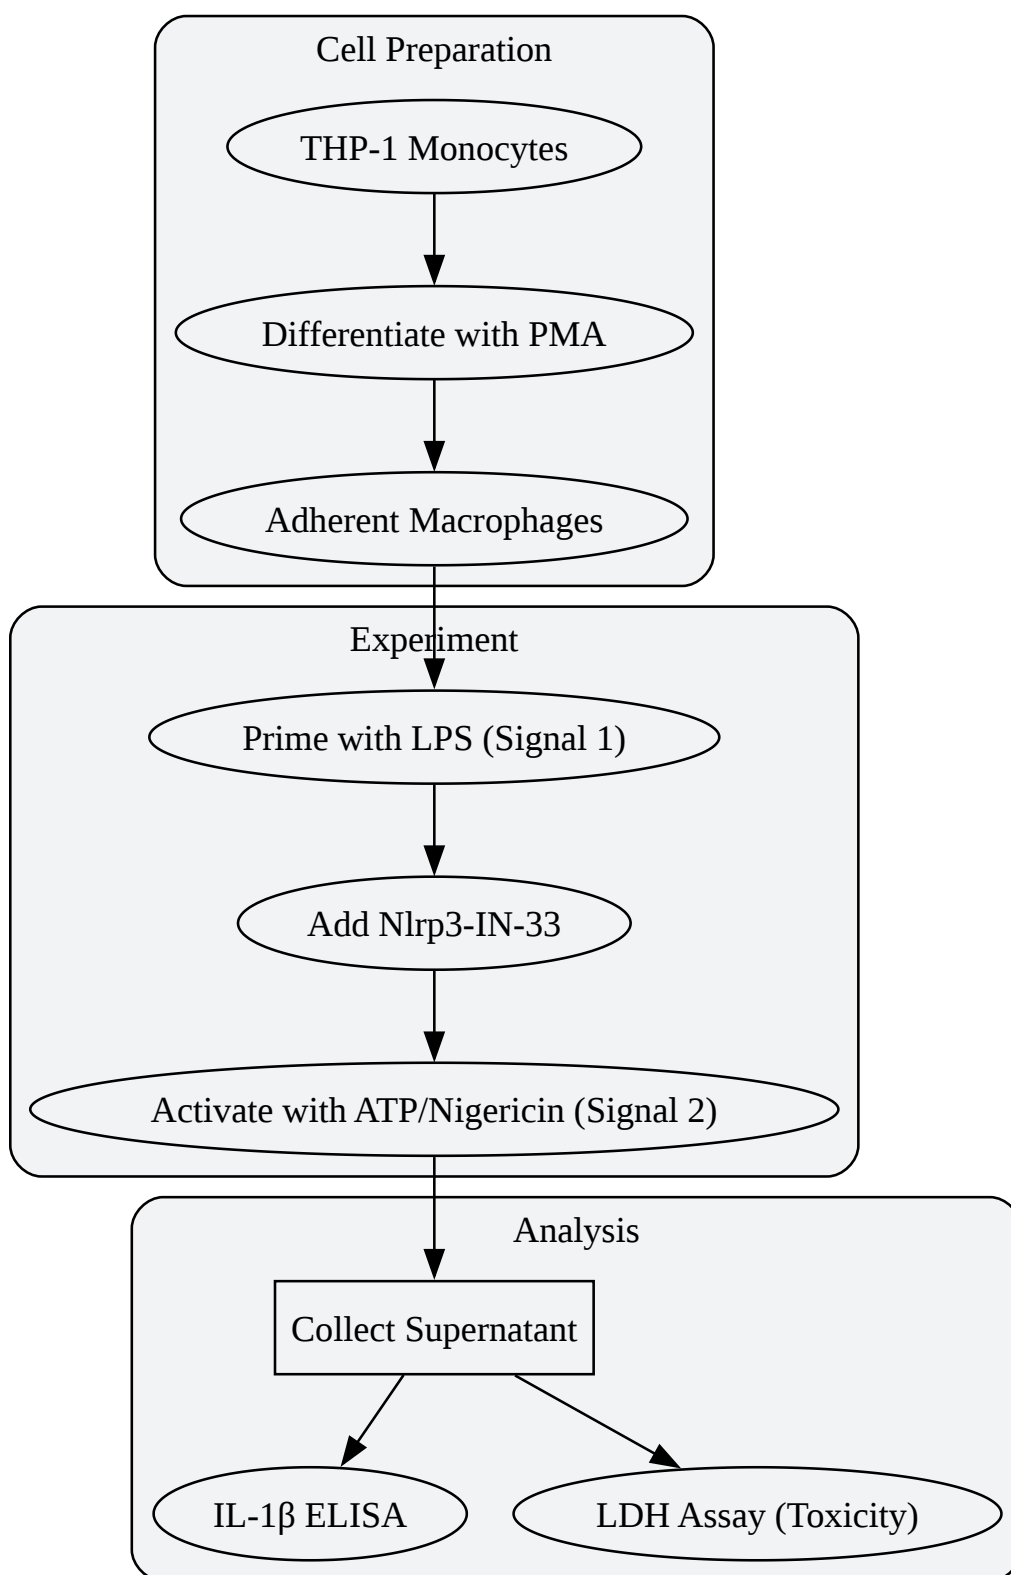 Cell Preparation
THP-1 Monocytes
Differentiate with PMA
Adherent Macrophages
Experiment
Prime with LPS (Signal 1)
Add Nlrp3-IN-33
Activate with ATP/Nigericin (Signal 2)
Analysis
Collect Supernatant
IL-1β ELISA
LDH Assay (Toxicity)